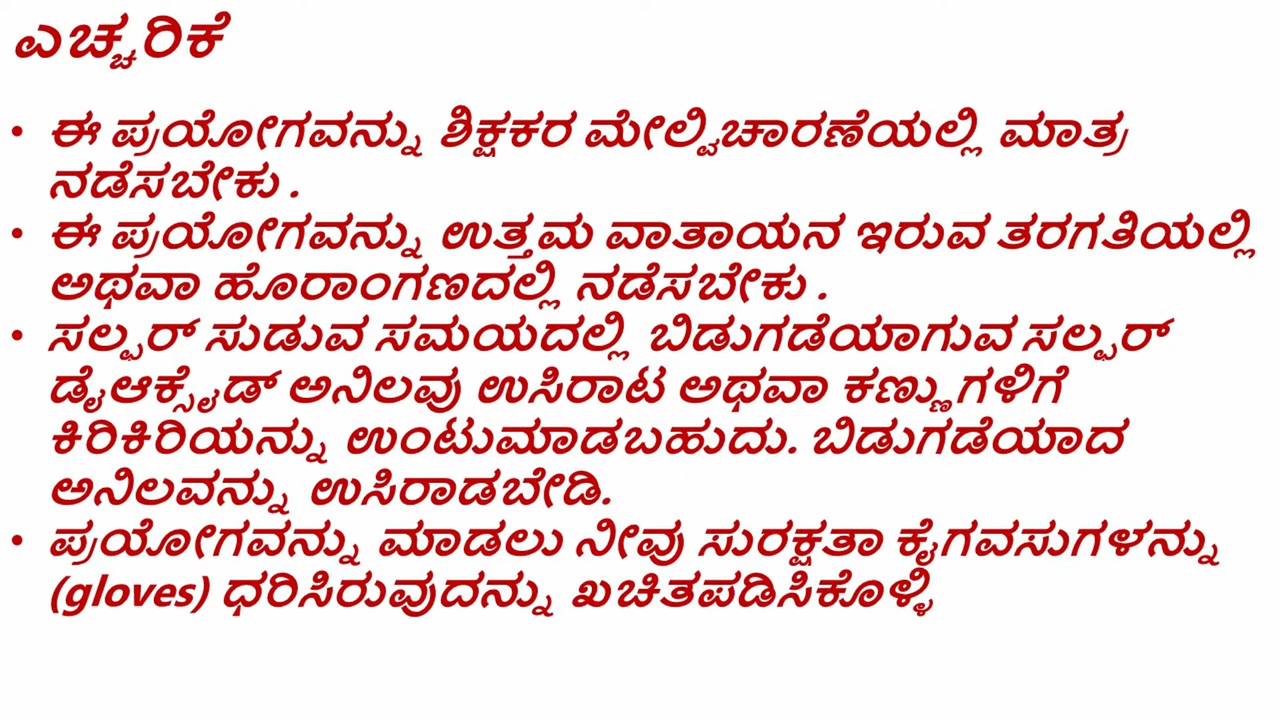 ಎಚ್ಚರಿಕೆ
• ಈ ಪ್ರಯೋಗವನ್ನು ಶಿಕ್ಷಕರ ಮೇಲ್ವಿಚಾರಣೆಯಲ್ಲಿ ಮಾತ್ರ
ನಡೆಸಬೇಕು .
• ಈ ಪ್ರಯೋಗವನ್ನು ಉತ್ತಮ ವಾತಾಯನ ಇರುವ ತರಗತಿಯಲ್ಲಿ
ಅಥವಾ ಹೊರಾಂಗಣದಲ್ಲಿ ನಡೆಸಬೇಕು .
• ಸಲ್ಫರ್ ಸುಡುವ ಸಮಯದಲ್ಲಿ ಬಿಡುಗಡೆಯಾಗುವ ಸಲ್ಫರ್
ಡೈಆಕ್ಸೈಡ್ ಅನಿಲವು ಉಸಿರಾಟ ಅಥವಾ ಕಣ್ಣುಗಳಿಗೆ
ಕಿರಿಕಿರಿಯನ್ನು ಉಂಟುಮಾಡಬಹುದು. ಬಿಡುಗಡೆಯಾದ
ಅನಿಲವನ್ನು ಉಸಿರಾಡಬೇಡಿ.
• ಪ್ರಯೋಗವನ್ನು ಮಾಡಲು ನೀವು ಸುರಕ್ಷತಾ ಕೈಗವಸುಗಳನ್ನು
(gloves) ಧರಿಸಿರುವುದನ್ನು ಖಚಿತಪಡಿಸಿಕೊಳ್ಳಿ